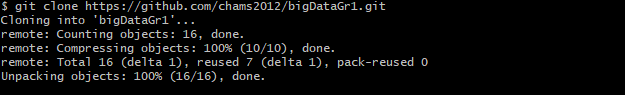 $ git clone https://github.com/chams2012/bigDataGr1.git
Cloning into 'bigDataGr1'...
remote: Counting objects: 16, done.
remote: Compressing objects: 100% (10/10), done.
remote: Total 16 (delta 1), reused 7 (delta 1), pack-reused 0
Unpacking objects: 100% (16/16), done.